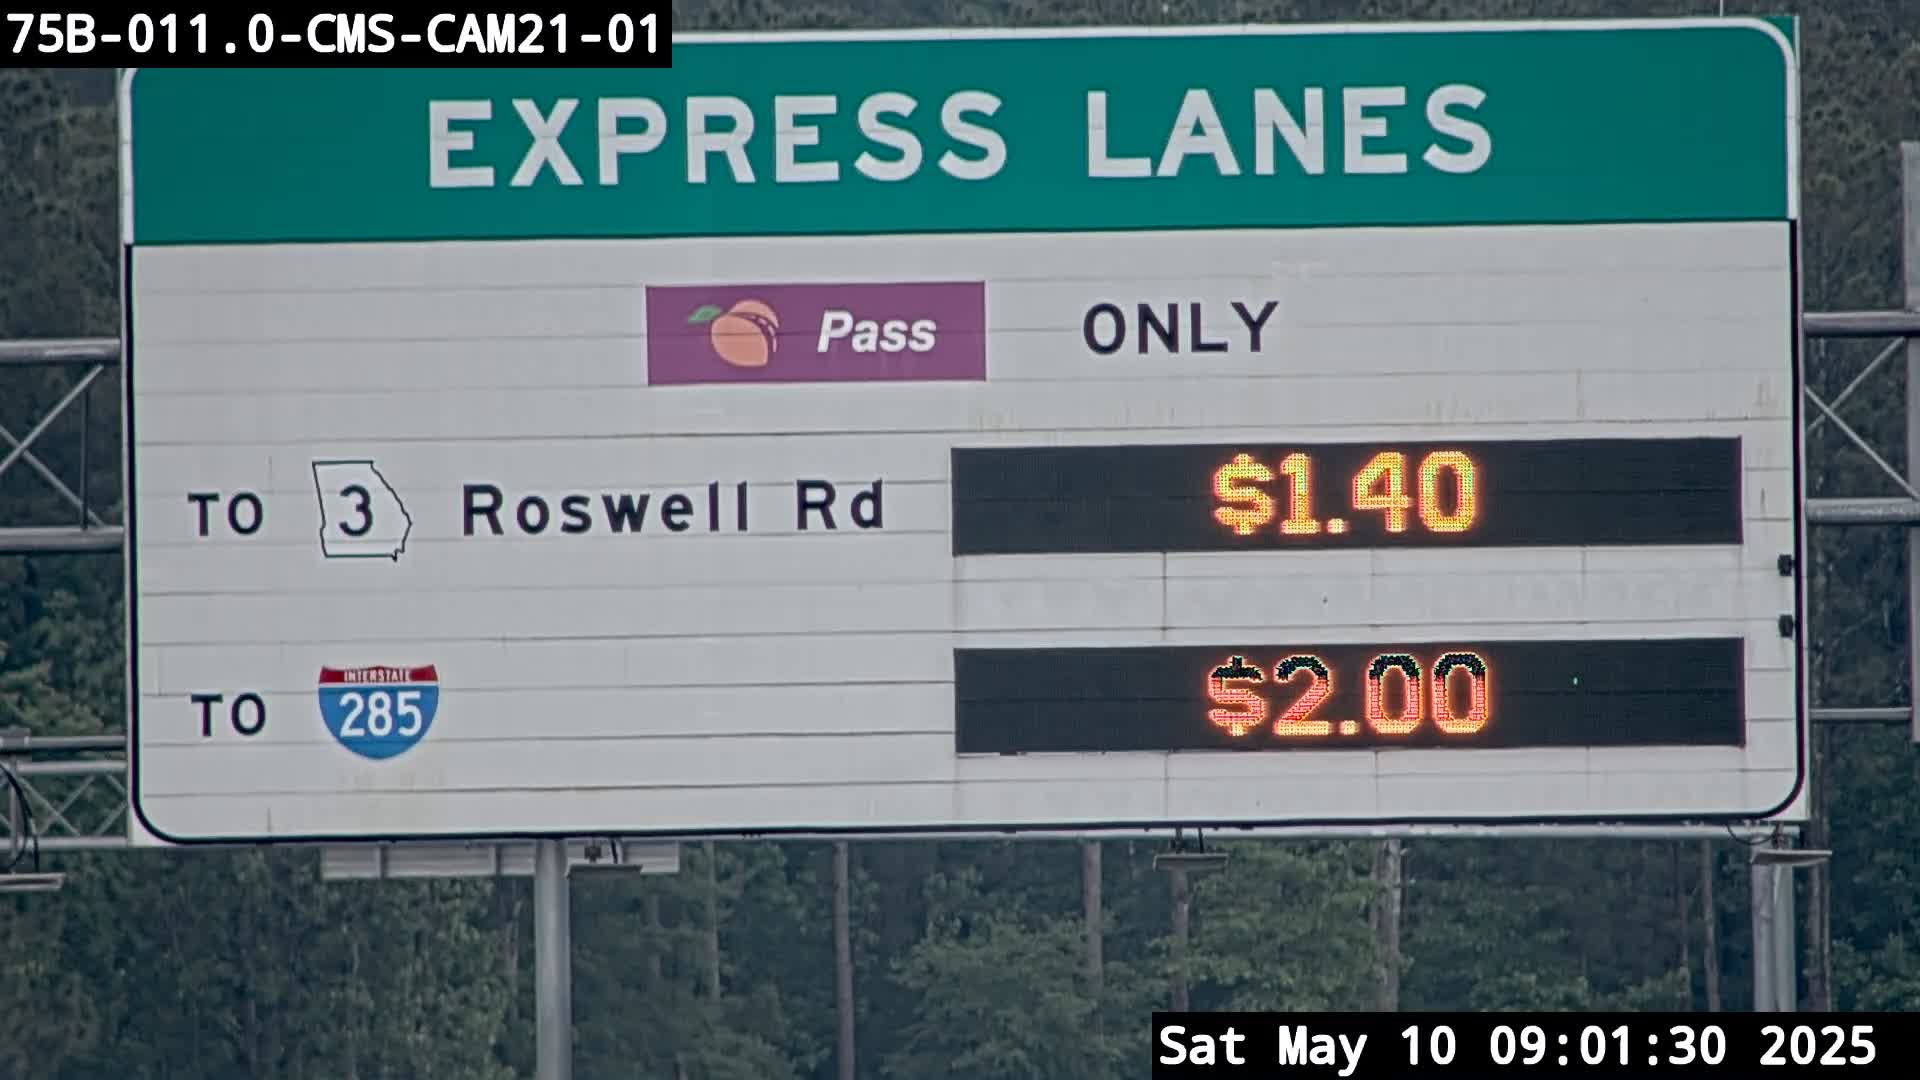 75B-011.0-CMS-CAM21-01
EXPRESS LANES
Pass ONLY
TO 3 Roswell Rd $1.40
INTERSTATE
TO 285 $2.00
Sat May 10 09:01:30 2025